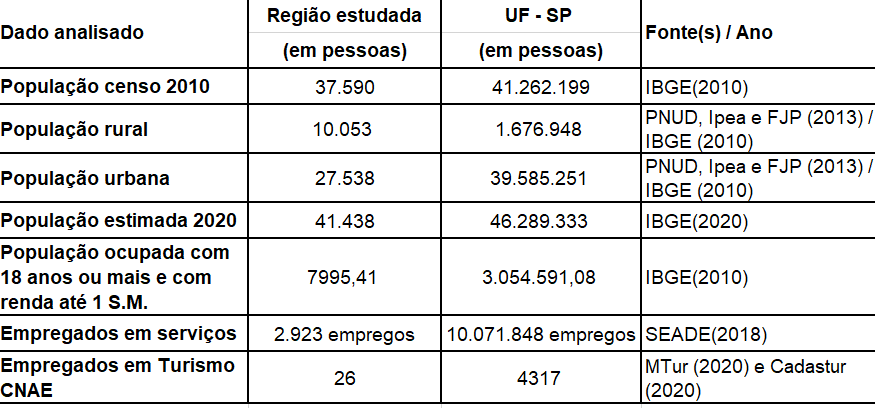 Dado analisado
Região estudada
(em pessoas)
UF - SP
(em pessoas)
Fonte(s) / Ano
População censo 2010
37.590
41.262.199
IBGE(2010)
População rural
10.053
1.676.948
PNUD, Ipea e FJP (2013) /
IBGE (2010)
População urbana
27.538
39.585.251
PNUD, Ipea e FJP (2013) /
IBGE (2010)
População estimada 2020
41.438
46.289.333
IBGE(2020)
População ocupada com
18 anos ou mais e com
renda até 1 S.M.
7995,41
3.054.591,08
IBGE(2010)
Empregados em serviços
2.923 empregos
10.071.848 empregos
SEADE(2018)
Empregados em Turismo
CNAE
26
4317
MTur (2020) e Cadastur
(2020)